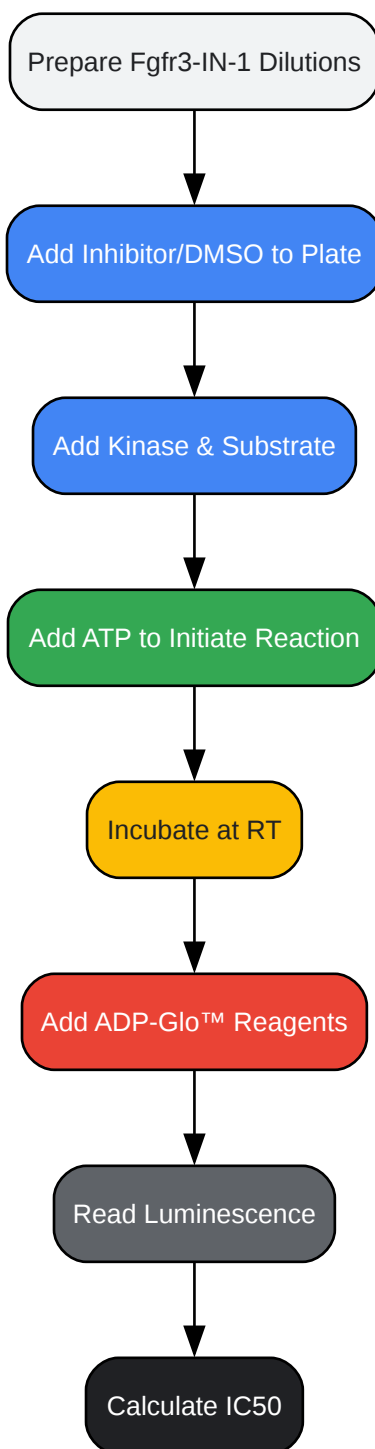 Prepare Fgfr3-IN-1 Dilutions
Add Inhibitor/DMSO to Plate
Add Kinase & Substrate
Add ATP to Initiate Reaction
Incubate at RT
Add ADP-Glo™ Reagents
Read Luminescence
Calculate IC50